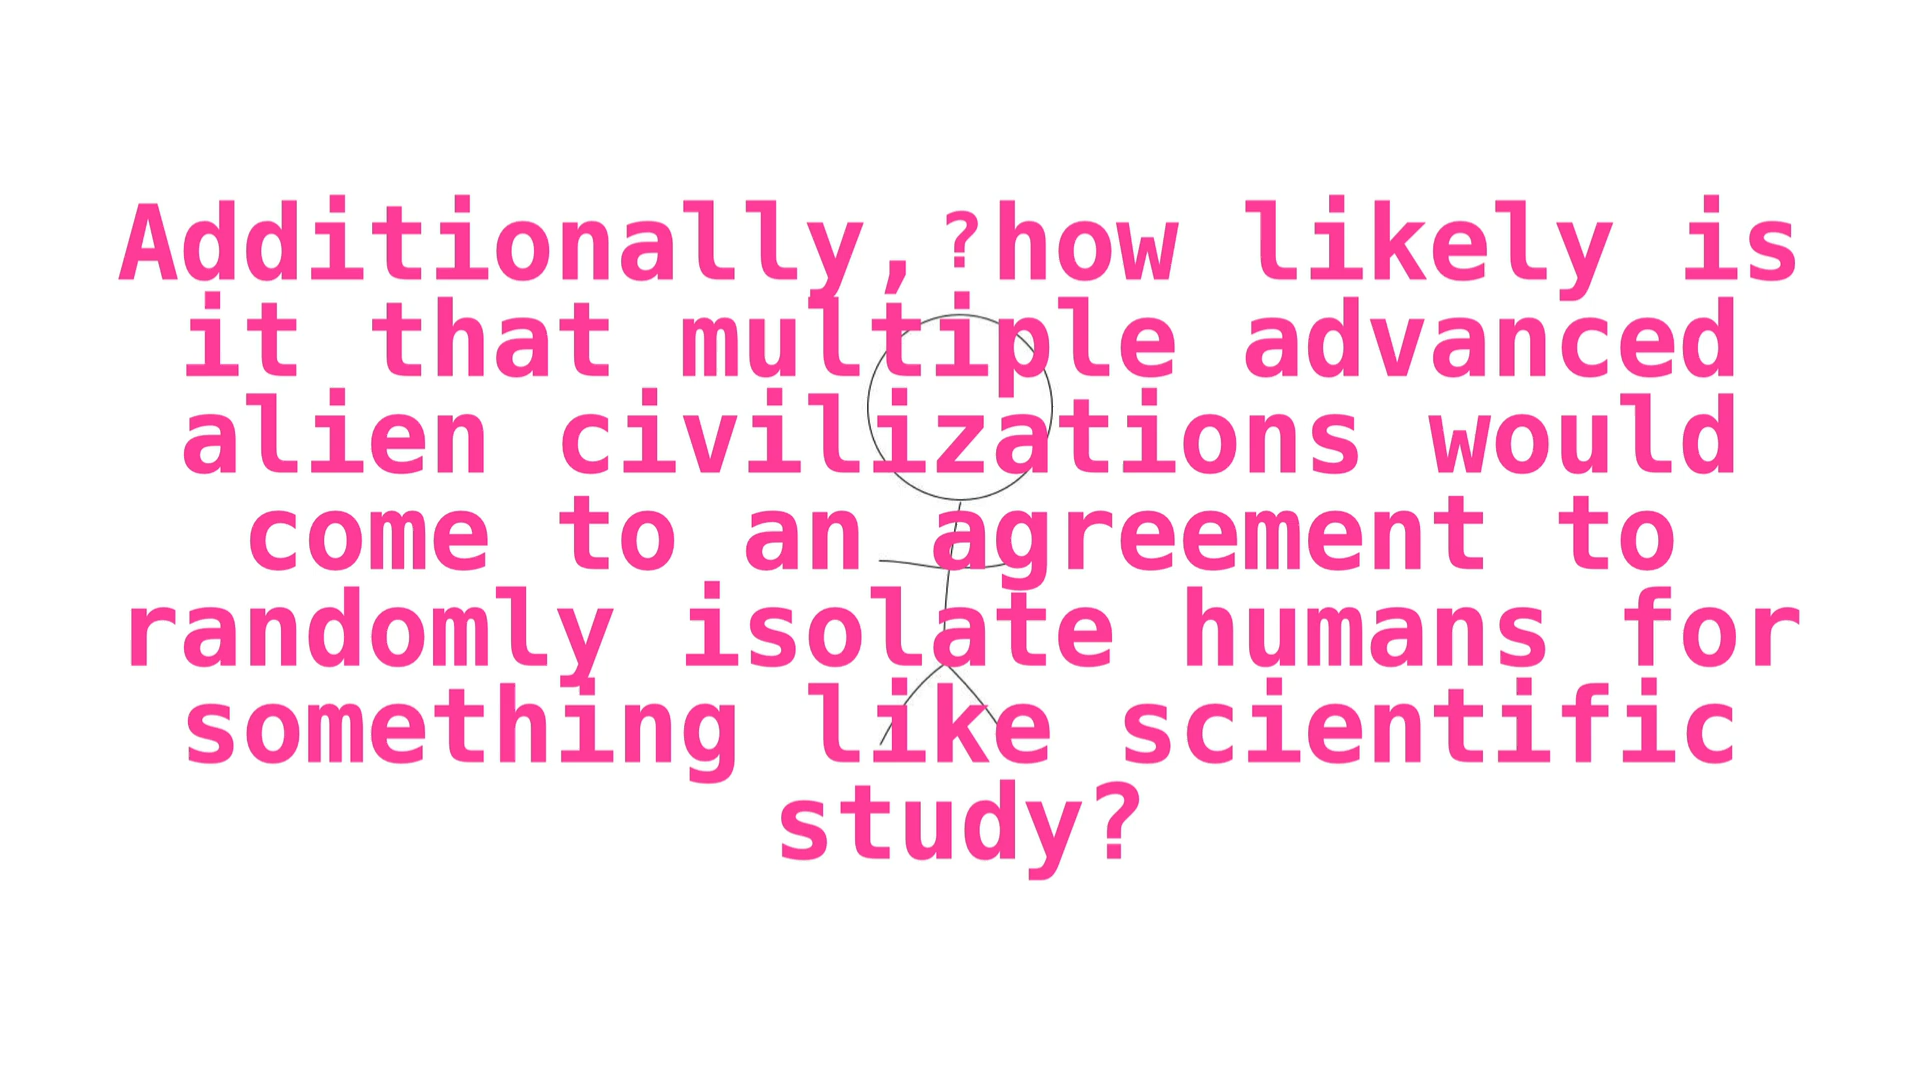 Additionally, ?how likely is
it that multiple advanced
alien civilizations would
come to an agreement to
randomly isolate humans for
something like scientific
study?